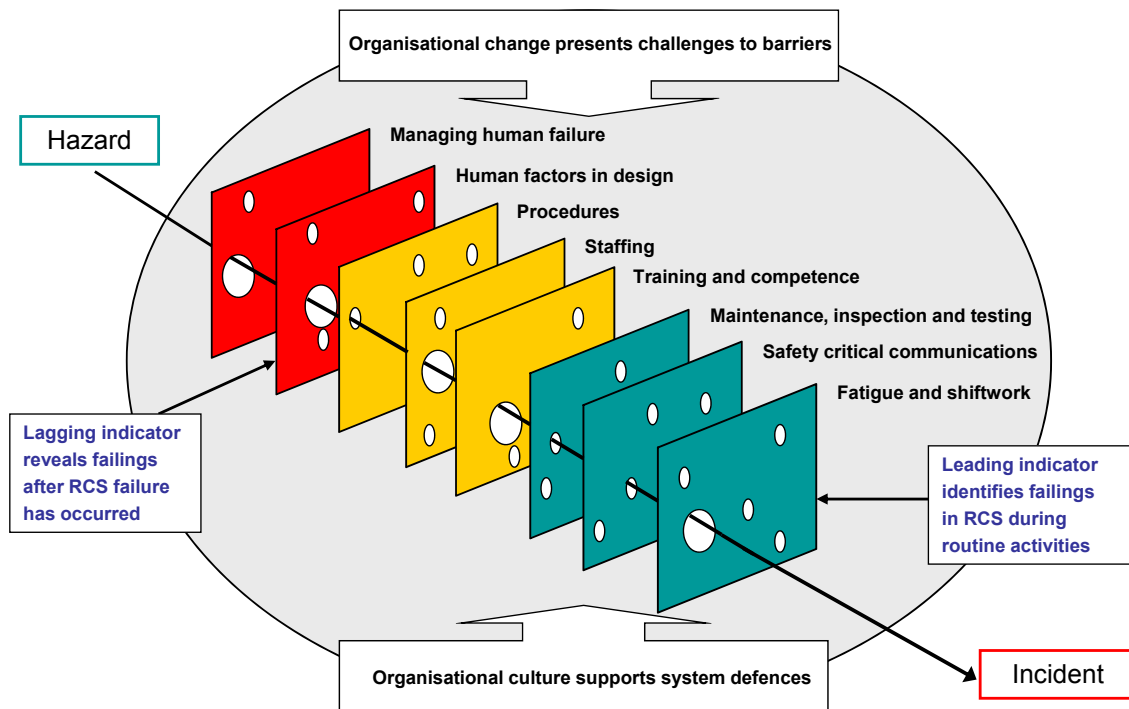 Organisational change presents challenges to barriers
Hazard
Managing human failure
Human factors in design
Procedures
Staffing
Training and competence
Maintenance, inspection and testing
Safety critical communications
Fatigue and shiftwork
Lagging indicator
reveals failings
after RCS failure
has occurred
Leading indicator
identifies failings
in RCS during
routine activities
Organisational culture supports system defences
Incident